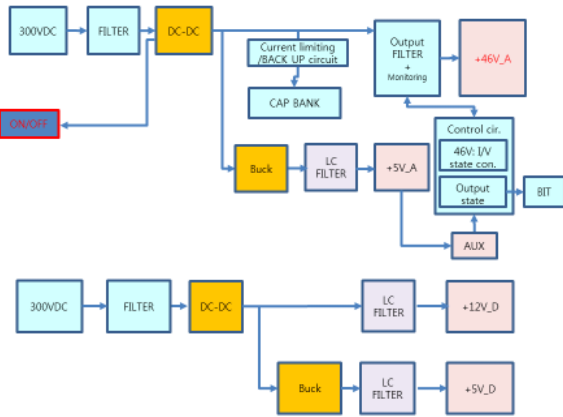 300VDC
FILTER
DC-DC
Current limiting
/BACK UP circuit
CAP BANK
Output
FILTER
+
Monitoring
+46V_A
ON/OFF
Control cir.
46V: I/V
state con.
Output
state
BIT
Buck
LC
FILTER
+5V_A
AUX
300VDC
FILTER
DC-DC
LC
FILTER
+12V_D
Buck
LC
FILTER
+5V_D